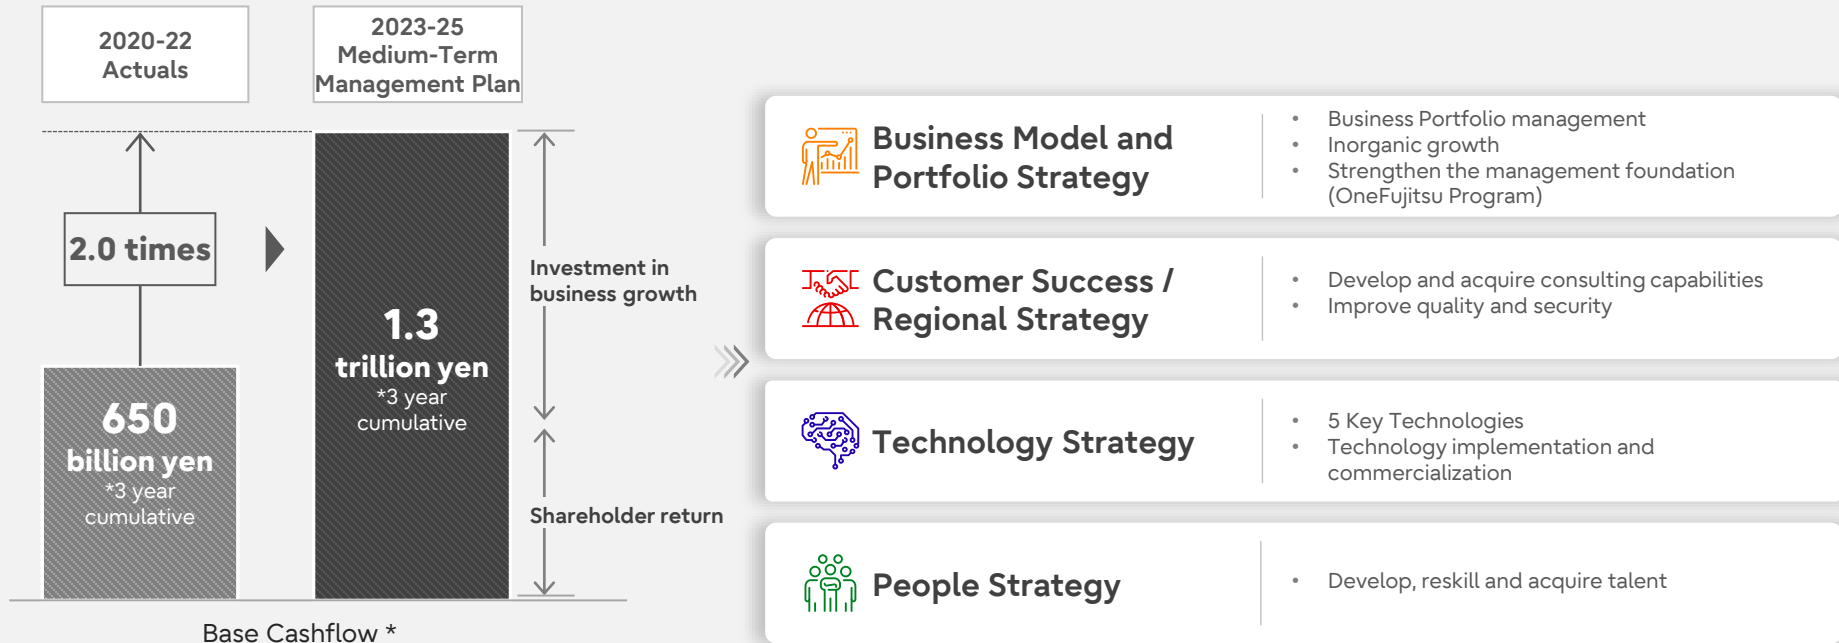 2020-22
Actuals
2023-25
Medium-Term
Management Plan
2.0 times
650
billion yen
*3 year
cumulative
1.3
trillion yen
*3 year
cumulative
Investment in
business growth
Shareholder return
Base Cashflow *
Business Model and
Portfolio Strategy
• Business Portfolio management
• Inorganic growth
• Strengthen the management foundation
(OneFujitsu Program)
Customer Success /
Regional Strategy
• Develop and acquire consulting capabilities
• Improve quality and security
Technology Strategy
• 5 Key Technologies
• Technology implementation and
commercialization
People Strategy
• Develop, reskill and acquire talent